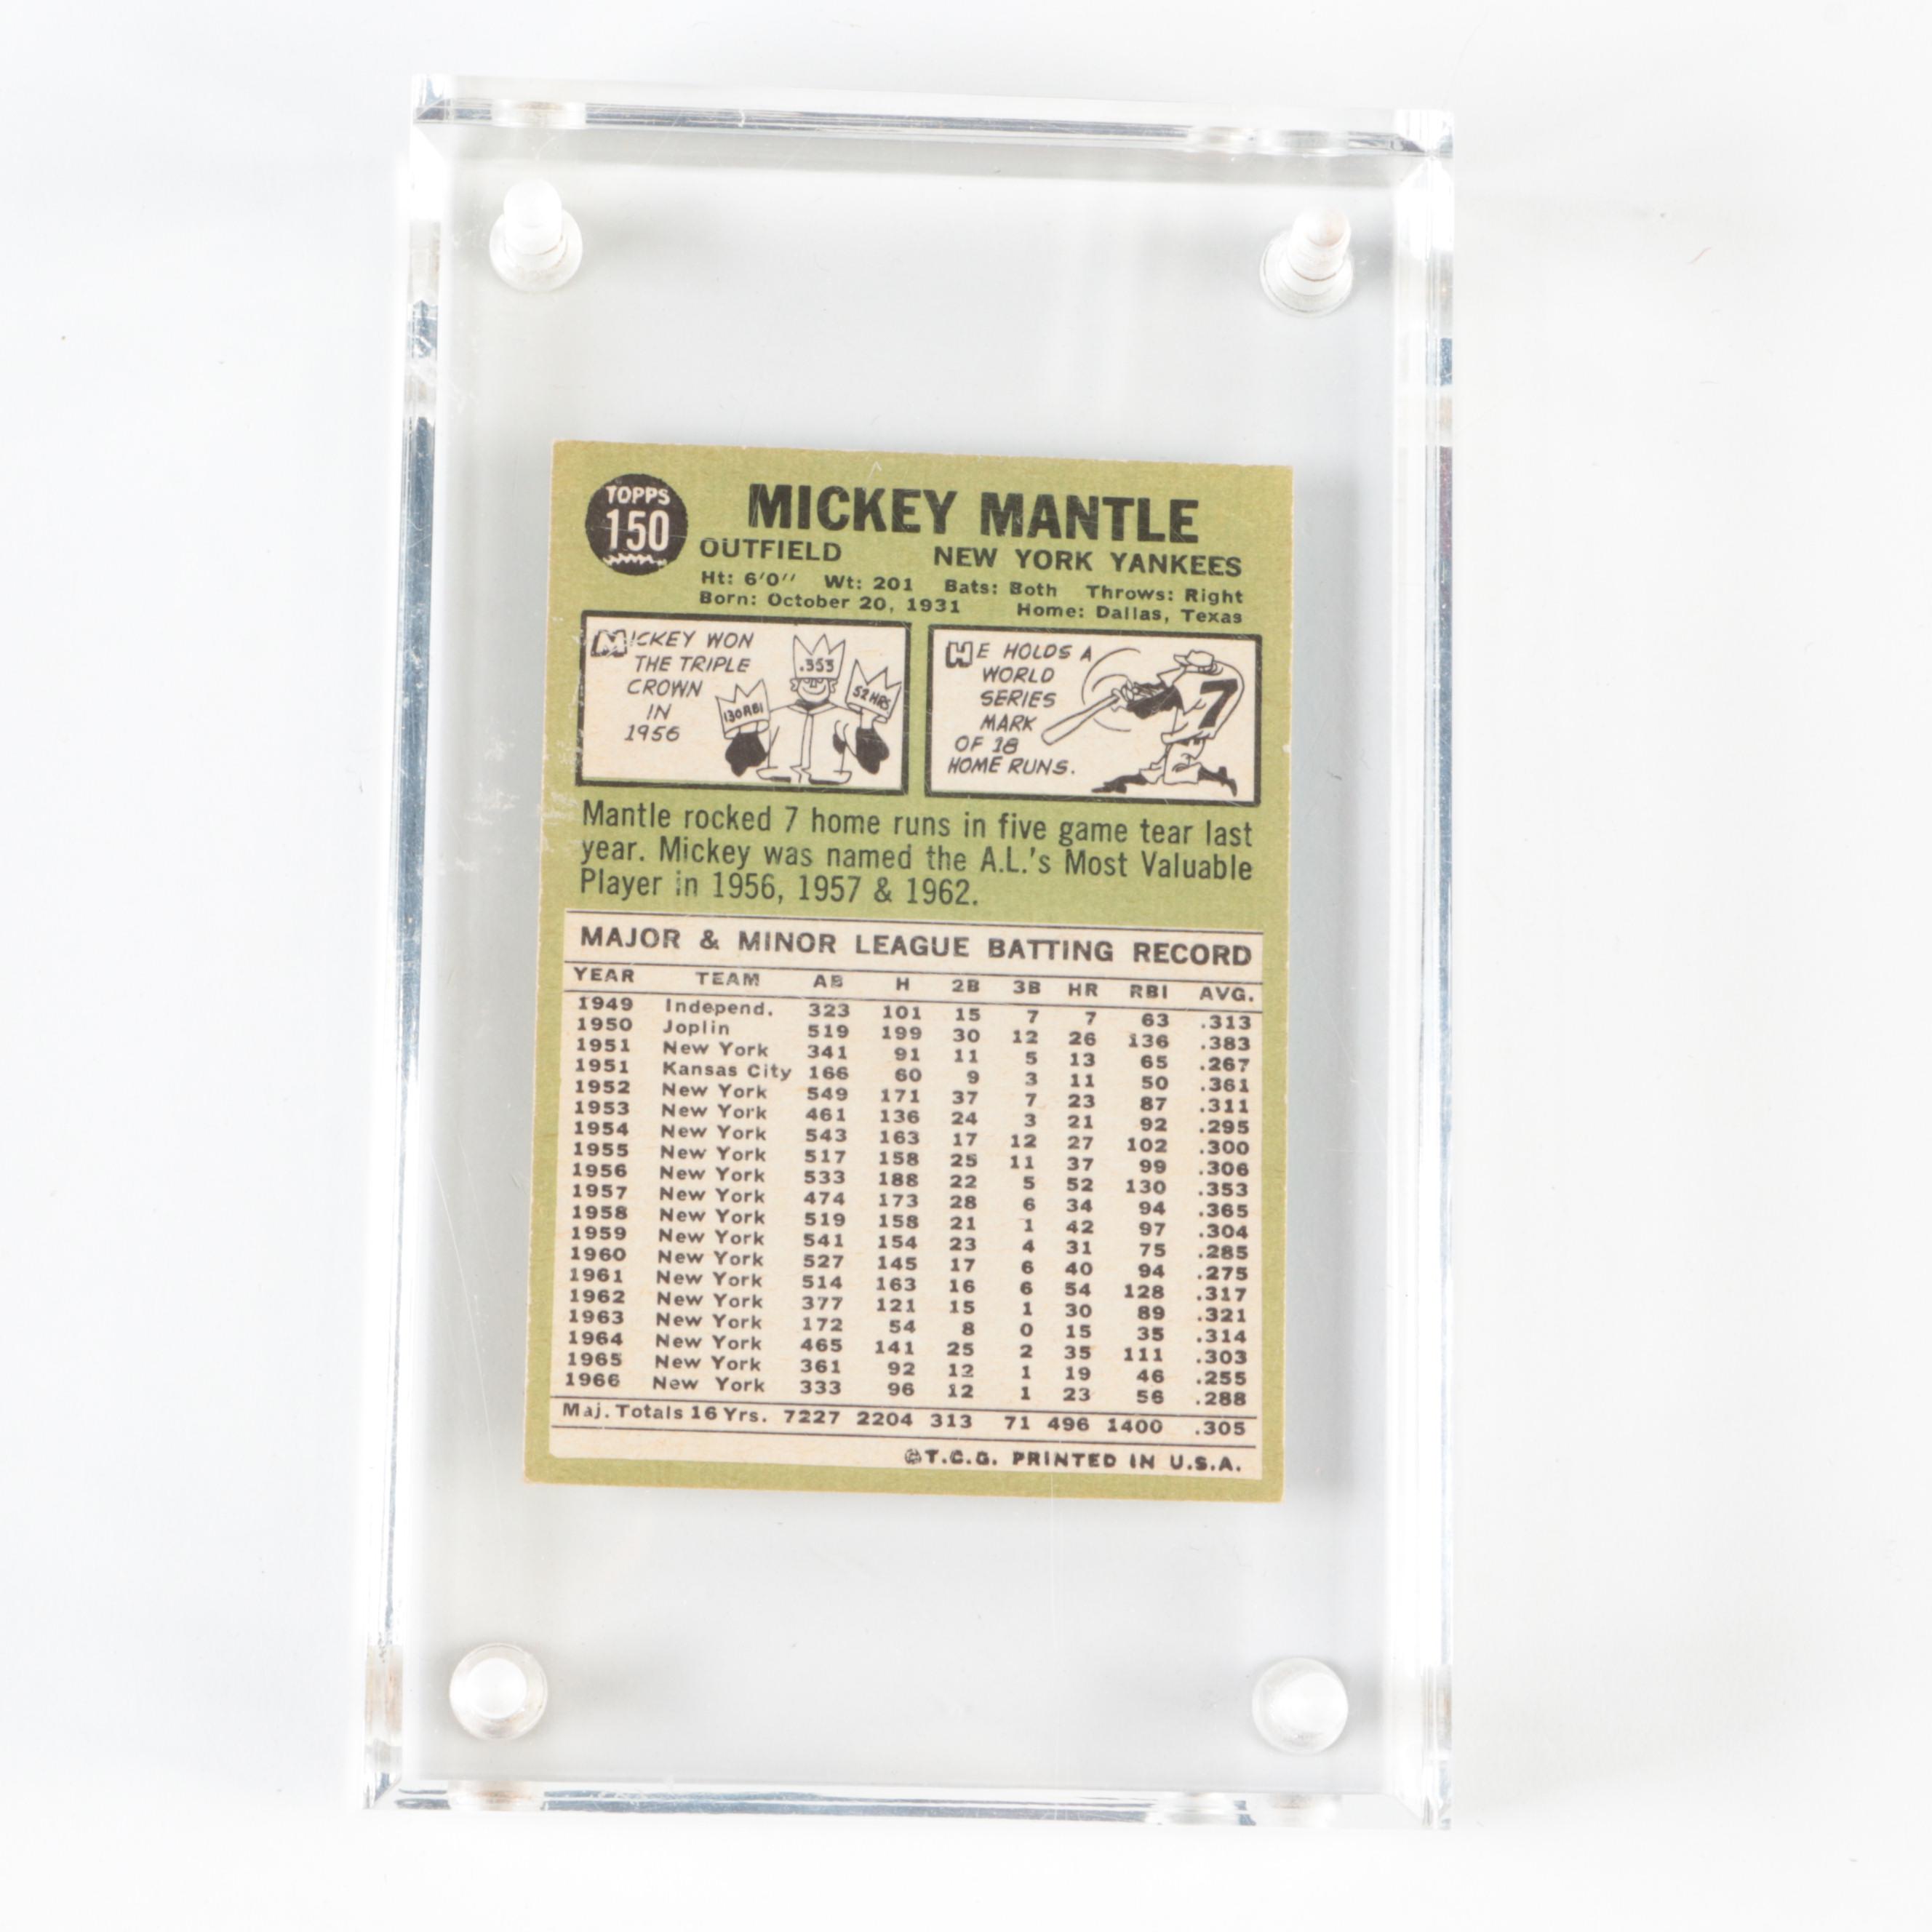 TOPPS
150
MICKEY MANTLE
OUTFIELD NEW YORK YANKEES
Ht: 6'0" Wt: 201 Bats: Both Throws: Right
Born: October 20, 1931 Home: Dallas, Texas
MICKEY WON
THE TRIPLE
CROWN
IN
1956
.353
130 RBI
52 HRS
HE HOLDS A
WORLD
SERIES
MARK
OF 18
HOME RUNS.
7
Mantle rocked 7 home runs in five game tear last
year. Mickey was named the A.L.'s Most Valuable
Player in 1956, 1957 & 1962.
MAJOR & MINOR LEAGUE BATTING RECORD
YEAR TEAM AB H 2B 3B HR RBI AVG.
1949 Independ. 323 101 15 7 7 63 .313
1950 Joplin 519 199 30 12 26 136 .383
1951 New York 341 91 11 5 13 65 .267
1951 Kansas City 166 60 9 3 11 50 .361
1952 New York 549 171 37 7 23 87 .311
1953 New York 461 136 24 3 21 92 .295
1954 New York 543 163 17 12 27 102 .300
1955 New York 517 158 25 11 37 99 .306
1956 New York 533 188 22 5 52 130 .353
1957 New York 474 173 28 6 34 94 .365
1958 New York 519 158 21 1 42 97 .304
1959 New York 541 154 23 4 31 75 .285
1960 New York 527 145 17 6 40 94 .275
1961 New York 514 163 16 6 54 128 .317
1962 New York 377 121 15 1 30 89 .321
1963 New York 172 54 8 0 15 35 .314
1964 New York 465 141 25 2 35 111 .303
1965 New York 361 92 12 1 19 46 .255
1966 New York 333 96 12 1 23 56 .288
Maj. Totals 16 Yrs. 7227 2204 313 71 496 1400 .305
©T.C.G. PRINTED IN U.S.A.